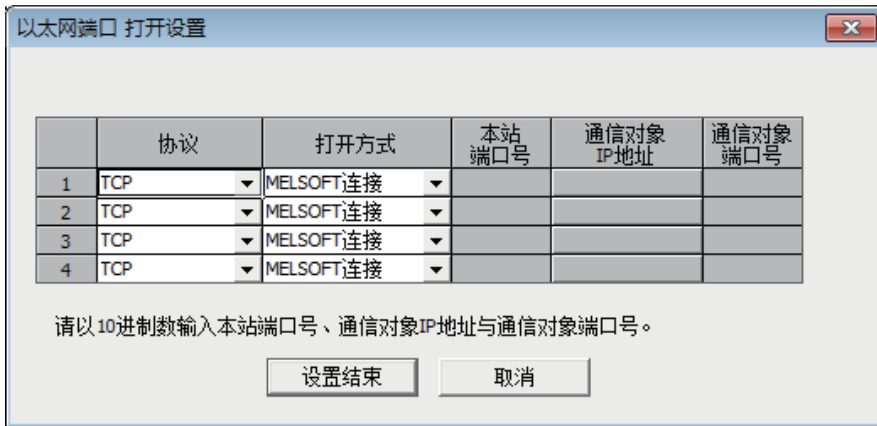 以太网端口 打开设置
协议 打开方式 本站端口号 通信对象IP地址 通信对象端口号
1 TCP MELSOFT连接
2 TCP MELSOFT连接
3 TCP MELSOFT连接
4 TCP MELSOFT连接
请以10进制数输入本站端口号、通信对象IP地址与通信对象端口号。
设置结束 取消